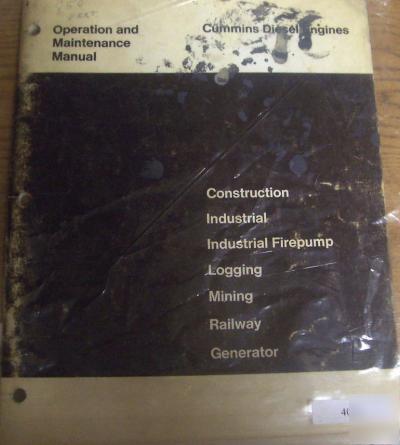 Operation and
Maintenance
Manual
Cummins Diesel Engines
Construction
Industrial
Industrial Firepump
Logging
Mining
Railway
Generator